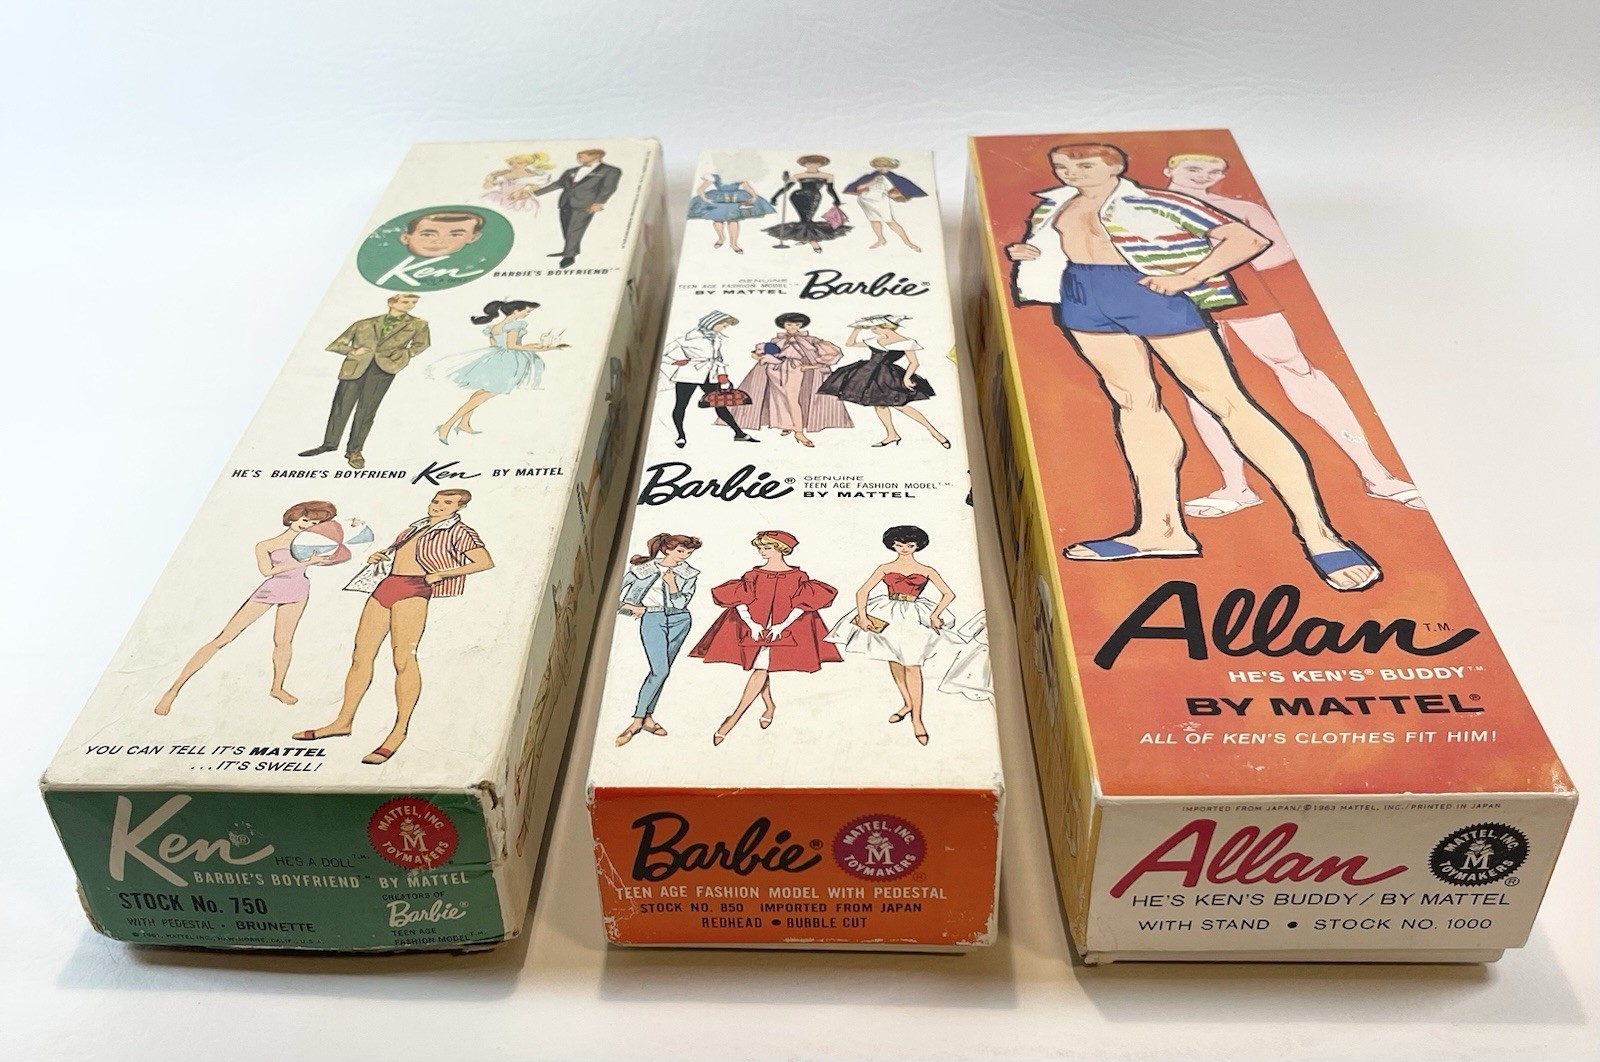 Ken
BARBIE'S BOYFRIEND T.M.
HE'S BARBIE'S BOYFRIEND Ken BY MATTEL
YOU CAN TELL IT'S MATTEL
...IT'S SWELL!
Ken®
HE'S A DOLL T.M.
BARBIE'S BOYFRIEND T.M. BY MATTEL
STOCK No. 750
WITH PEDESTAL • BRUNETTE
© 1961, MATTEL INC., HAWTHORNE, CALIF., U.S.A.
MATTEL, INC.
M
TOYMAKERS
CREATORS OF
Barbie®
TEEN AGE
FASHION MODEL T.M.
GENUINE
TEEN AGE FASHION MODEL T.M.
BY MATTEL Barbie®
Barbie® GENUINE
TEEN AGE FASHION MODEL T.M.
BY MATTEL
Barbie®
MATTEL, INC.
M
TOYMAKERS
®
TEEN AGE FASHION MODEL WITH PEDESTAL
STOCK NO. 850 IMPORTED FROM JAPAN
REDHEAD • BUBBLE CUT
Allan T.M.
HE'S KEN'S® BUDDY T.M.
BY MATTEL®
ALL OF KEN'S CLOTHES FIT HIM!
IMPORTED FROM JAPAN/©1963 MATTEL, INC./PRINTED IN JAPAN
Allan
MATTEL, INC.
M
TOYMAKERS
®
HE'S KEN'S BUDDY/BY MATTEL
WITH STAND • STOCK NO. 1000